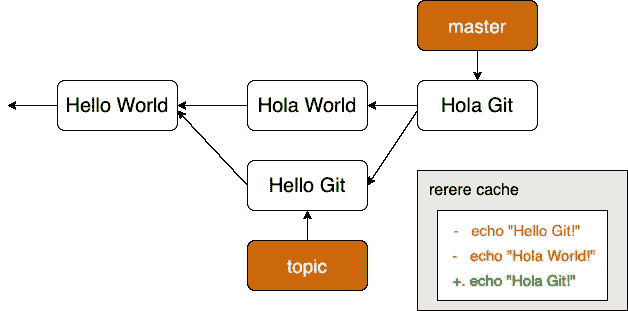 master
Hello World
Hola World
Hola Git
Hello Git
topic
rerere cache
- echo "Hello Git!"
- echo "Hola World!"
+. echo "Hola Git!"